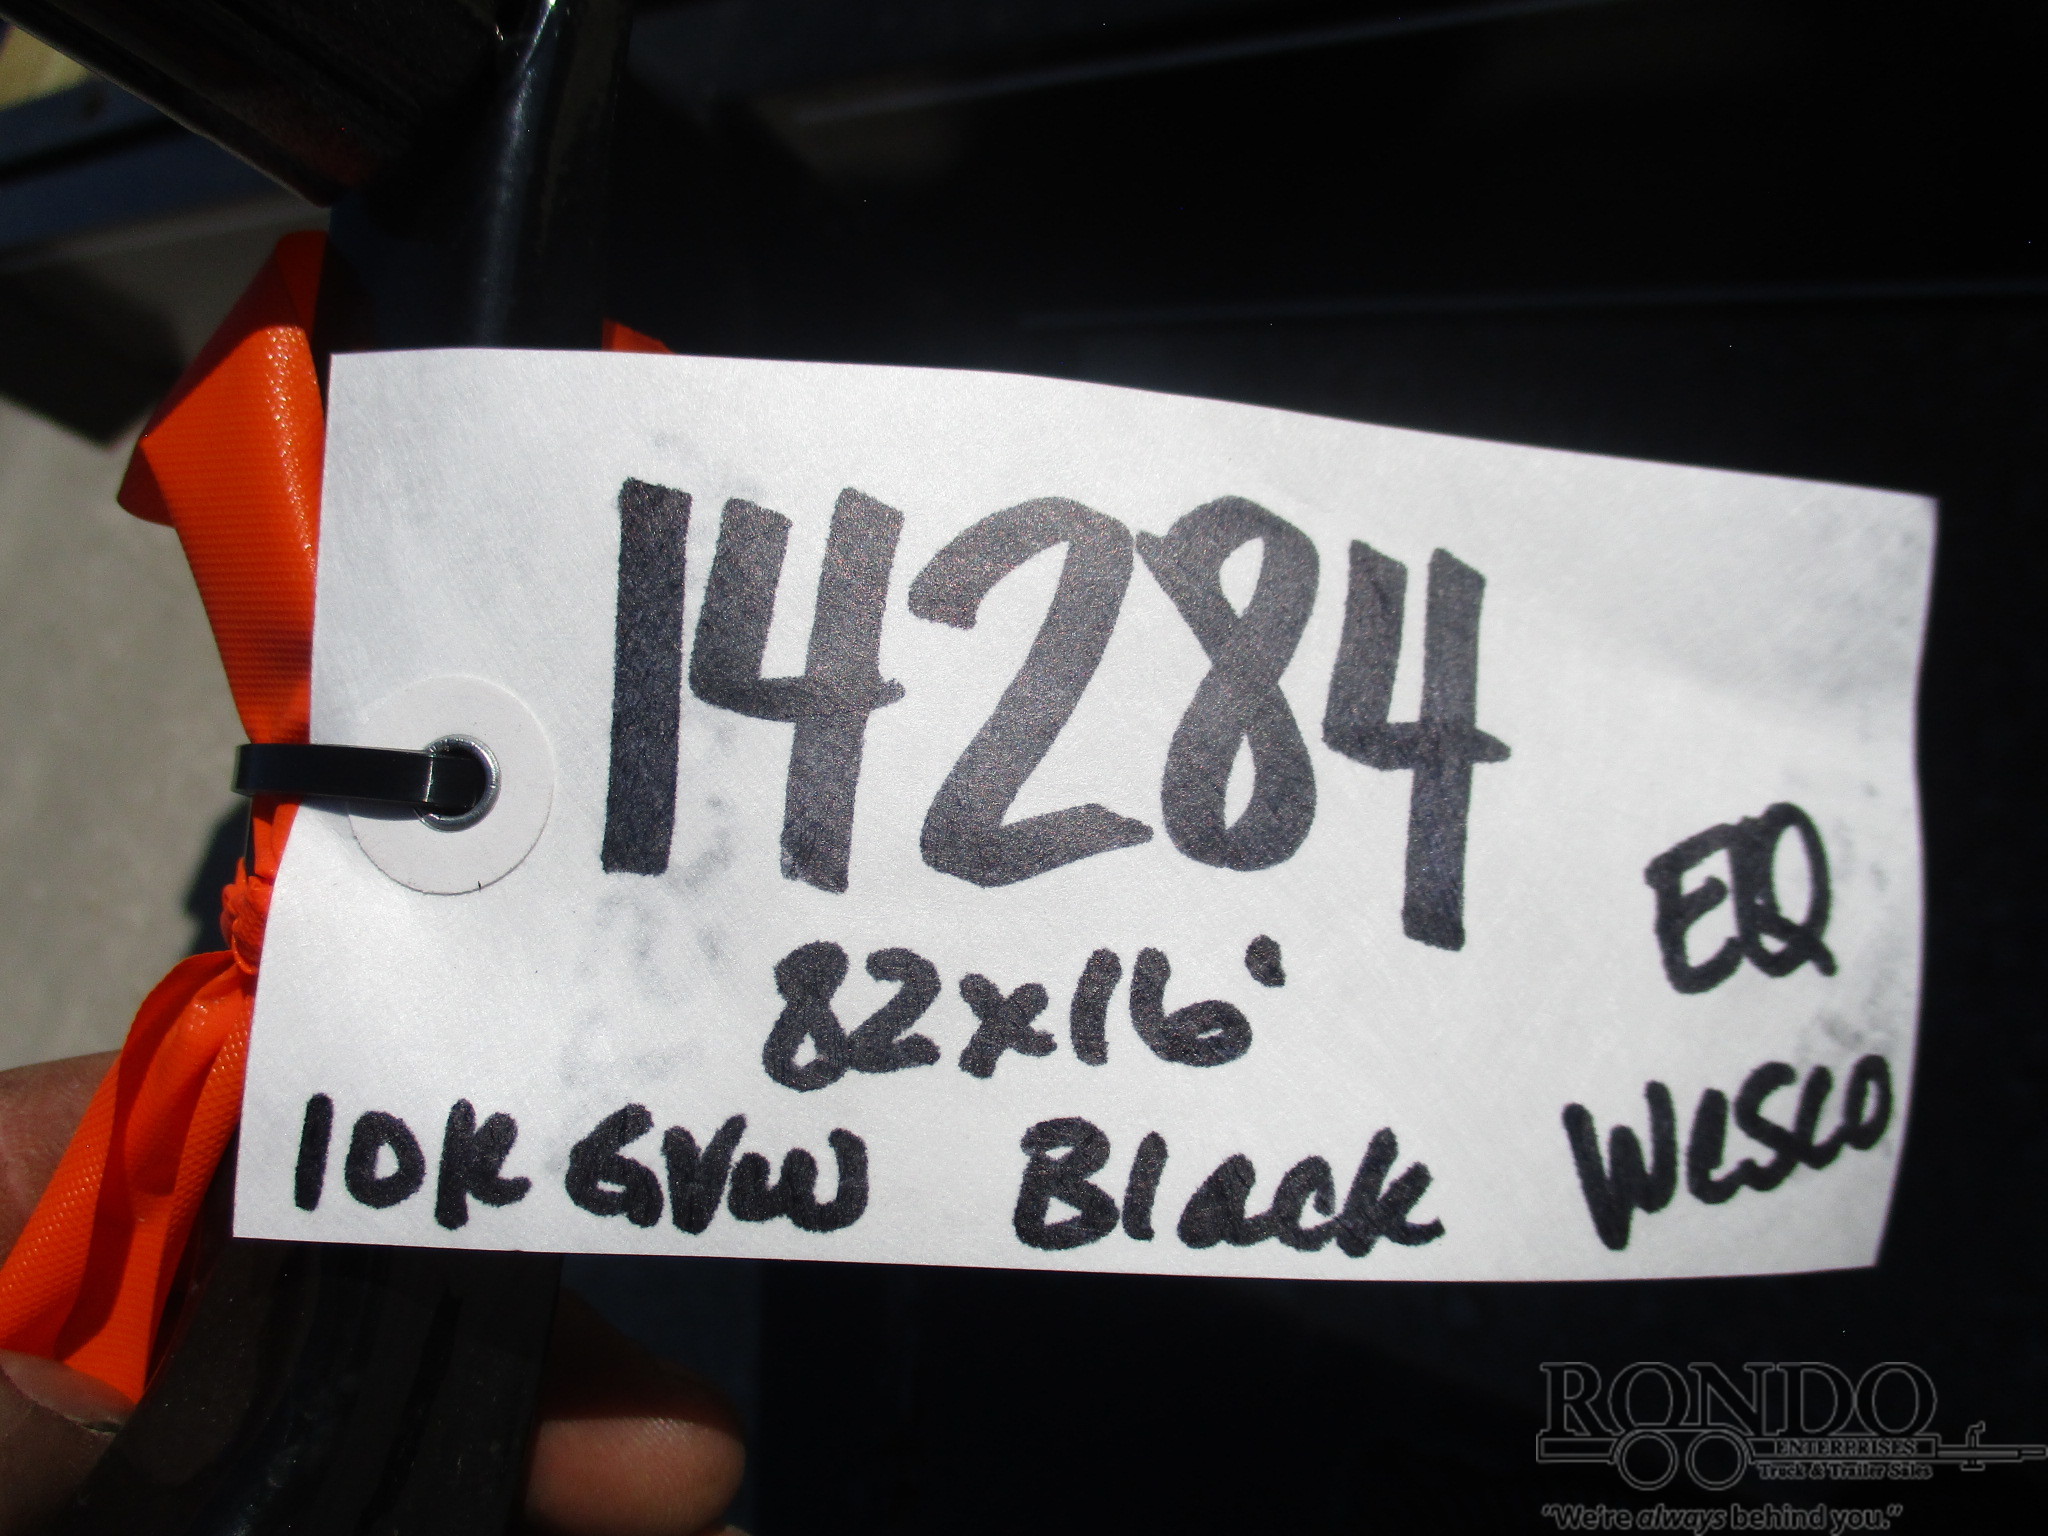 14284
82x16'
EQ
10K GVW Black Wesco
RONDO
ENTERPRISES
Truck & Trailer Sales
"We're always behind you."